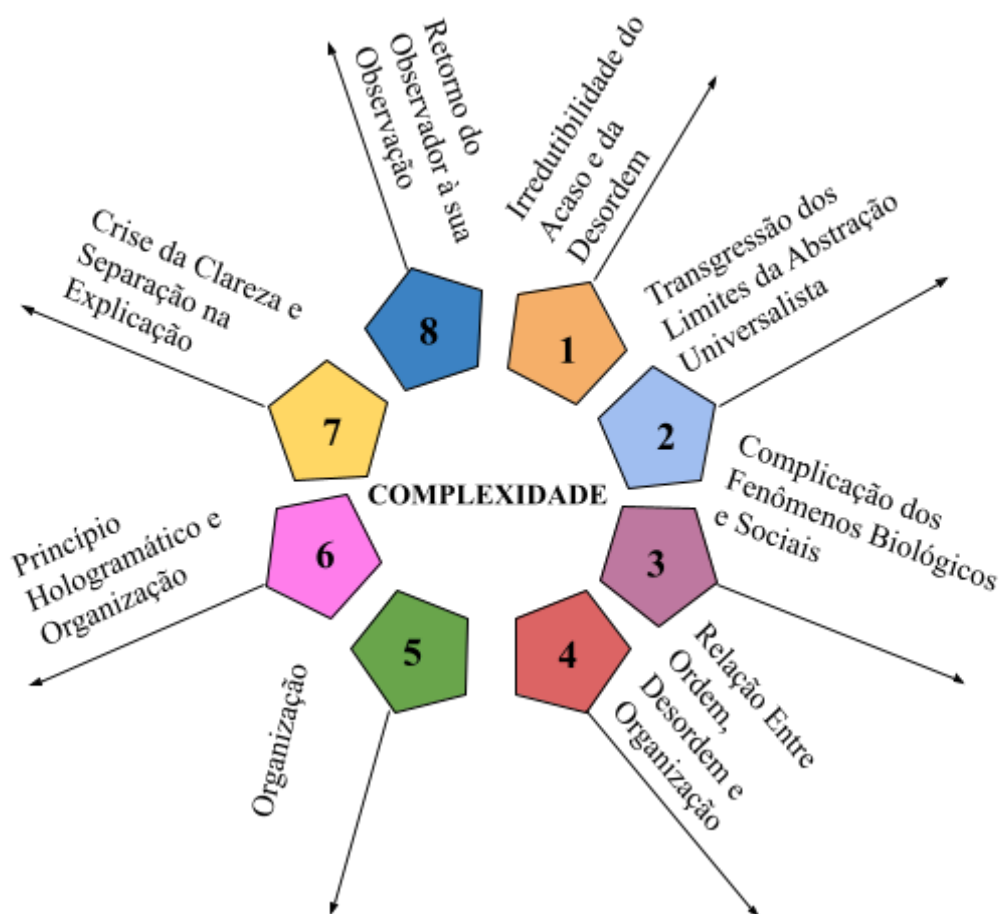 Retorno do
Observador à sua
Observação
Irredutibilidade do
Acaso e da
Desordem
Transgressão dos
Limites da Abstração
Universalista
Crise da Clareza e
Separação na
Explicação
8
1
7
2
COMPLEXIDADE
Complicação dos
Fenômenos Biológicos
e Sociais
Princípio
Hologramático e
Organização
6
3
5
4
Organização
Relação Entre
Ordem,
Desordem e
Organização